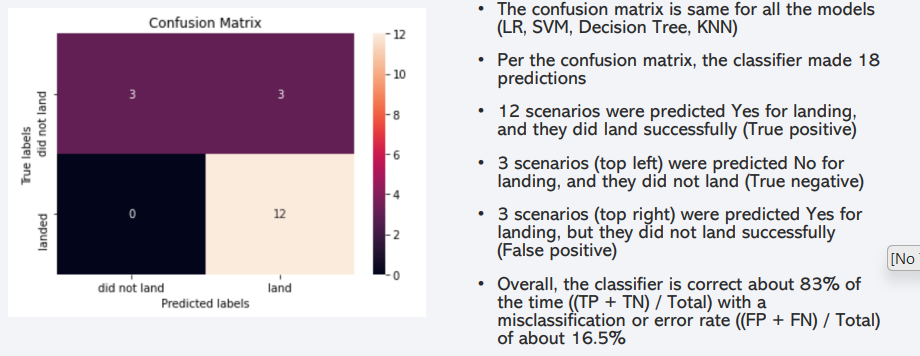 Confusion Matrix
3 3
0 12
True labels
did not land
landed
did not land land
Predicted labels
12
10
8
6
4
2
0
• The confusion matrix is same for all the models
(LR, SVM, Decision Tree, KNN)
• Per the confusion matrix, the classifier made 18
predictions
• 12 scenarios were predicted Yes for landing,
and they did land successfully (True positive)
• 3 scenarios (top left) were predicted No for
landing, and they did not land (True negative)
• 3 scenarios (top right) were predicted Yes for
landing, but they did not land successfully
(False positive)
• Overall, the classifier is correct about 83% of
the time ((TP + TN) / Total) with a
misclassification or error rate ((FP + FN) / Total)
of about 16.5%
[No